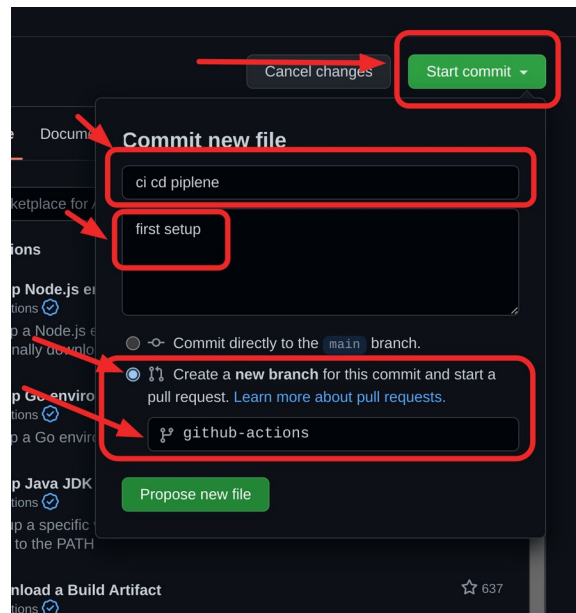 Cancel changes
Start commit
Docume
Commit new file
ci cd piplene
ketplace for
first setup
ions
p Node.js en
tions
p a Node.js e
nally downlo
Commit directly to the main branch.
Create a new branch for this commit and start a
pull request. Learn more about pull requests.
p Go enviro
tions
github-actions
p a Go enviro
p Java JDK
tions
Propose new file
up a specific
to the PATH
nload a Build Artifact
637
tions